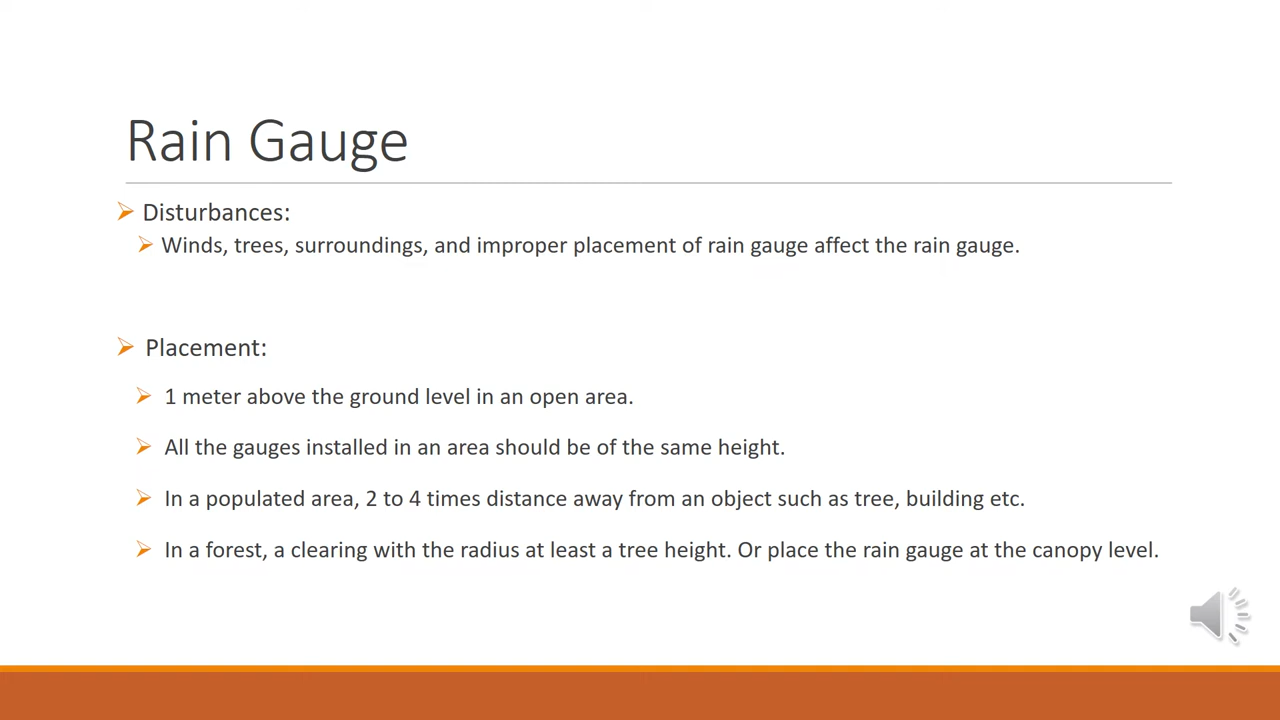 Rain Gauge
Disturbances:
Winds, trees, surroundings, and improper placement of rain gauge affect the rain gauge.
Placement:
1 meter above the ground level in an open area.
All the gauges installed in an area should be of the same height.
In a populated area, 2 to 4 times distance away from an object such as tree, building etc.
In a forest, a clearing with the radius at least a tree height. Or place the rain gauge at the canopy level.